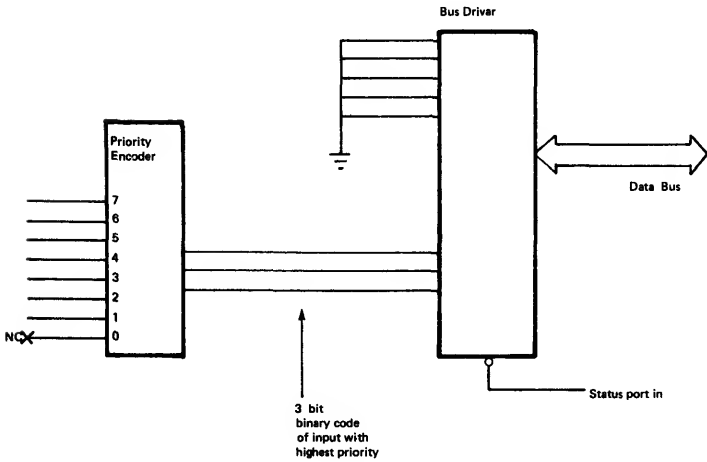 Bus Drivar
Priority
Encoder
7
6
5
4
3
2
1
0
NC
Data Bus
Status port in
3 bit
binary code
of input with
highest priority